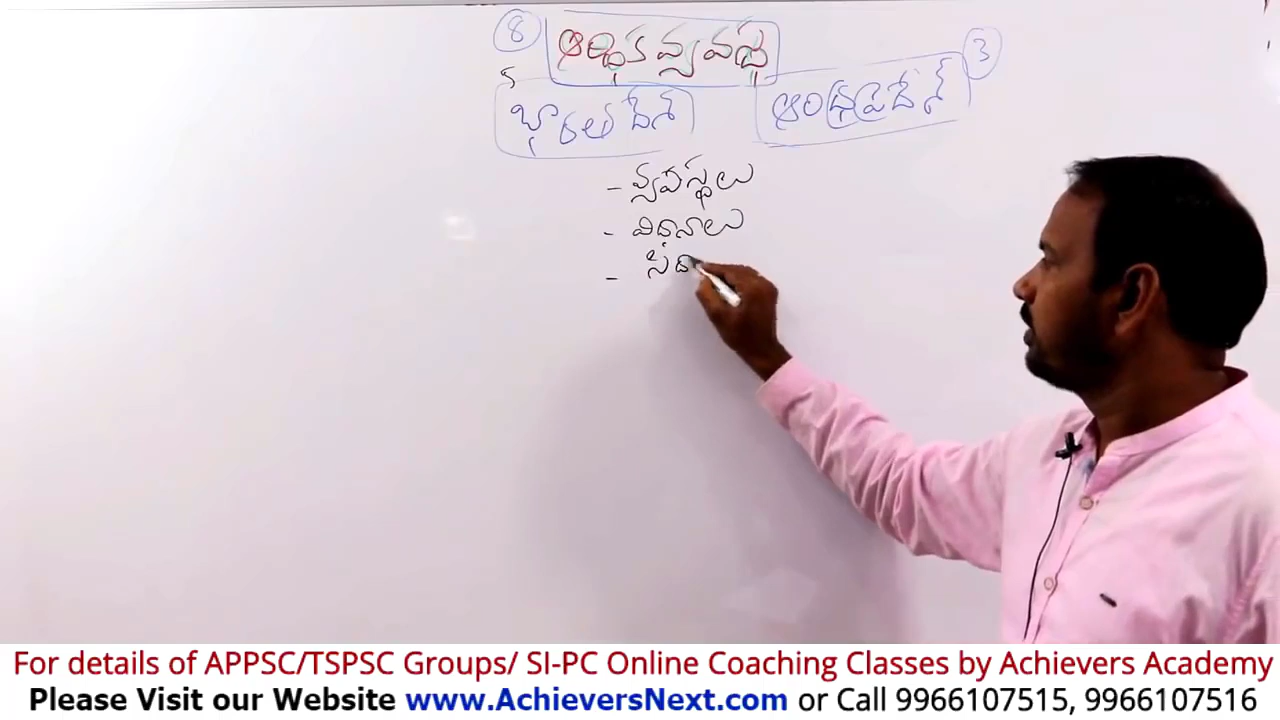 8 ఆర్థిక వ్యవస్థ 3
5
భారతదేశ్ ఆంధ్రప్రదేశ్
- వ్యవస్థలు
- విధానాలు
- సిదా
For details of APPSC/TSPSC Groups/ SI-PC Online Coaching Classes by Achievers Academy
Please Visit our Website www.AchieversNext.com or Call 9966107515, 9966107516